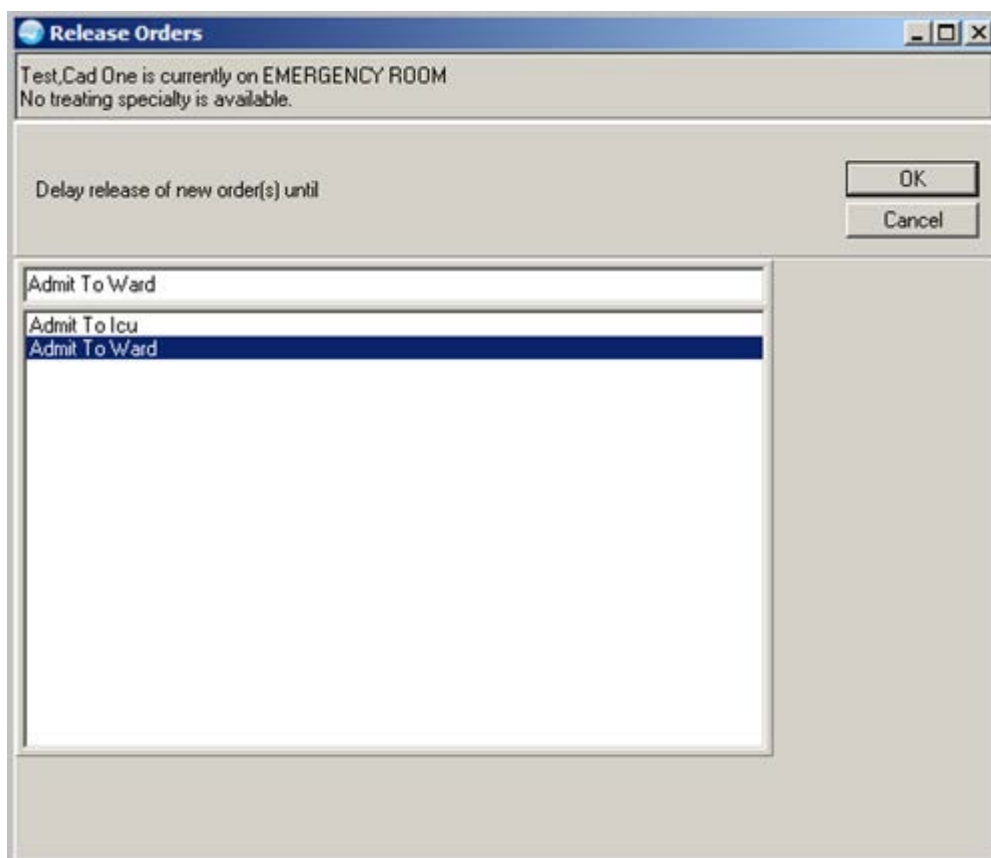 Release Orders
Test,Cad One is currently on EMERGENCY ROOM
No treating specialty is available.
Delay release of new order(s) until
OK
Cancel
Admit To Ward
Admit To Icu
Admit To Ward